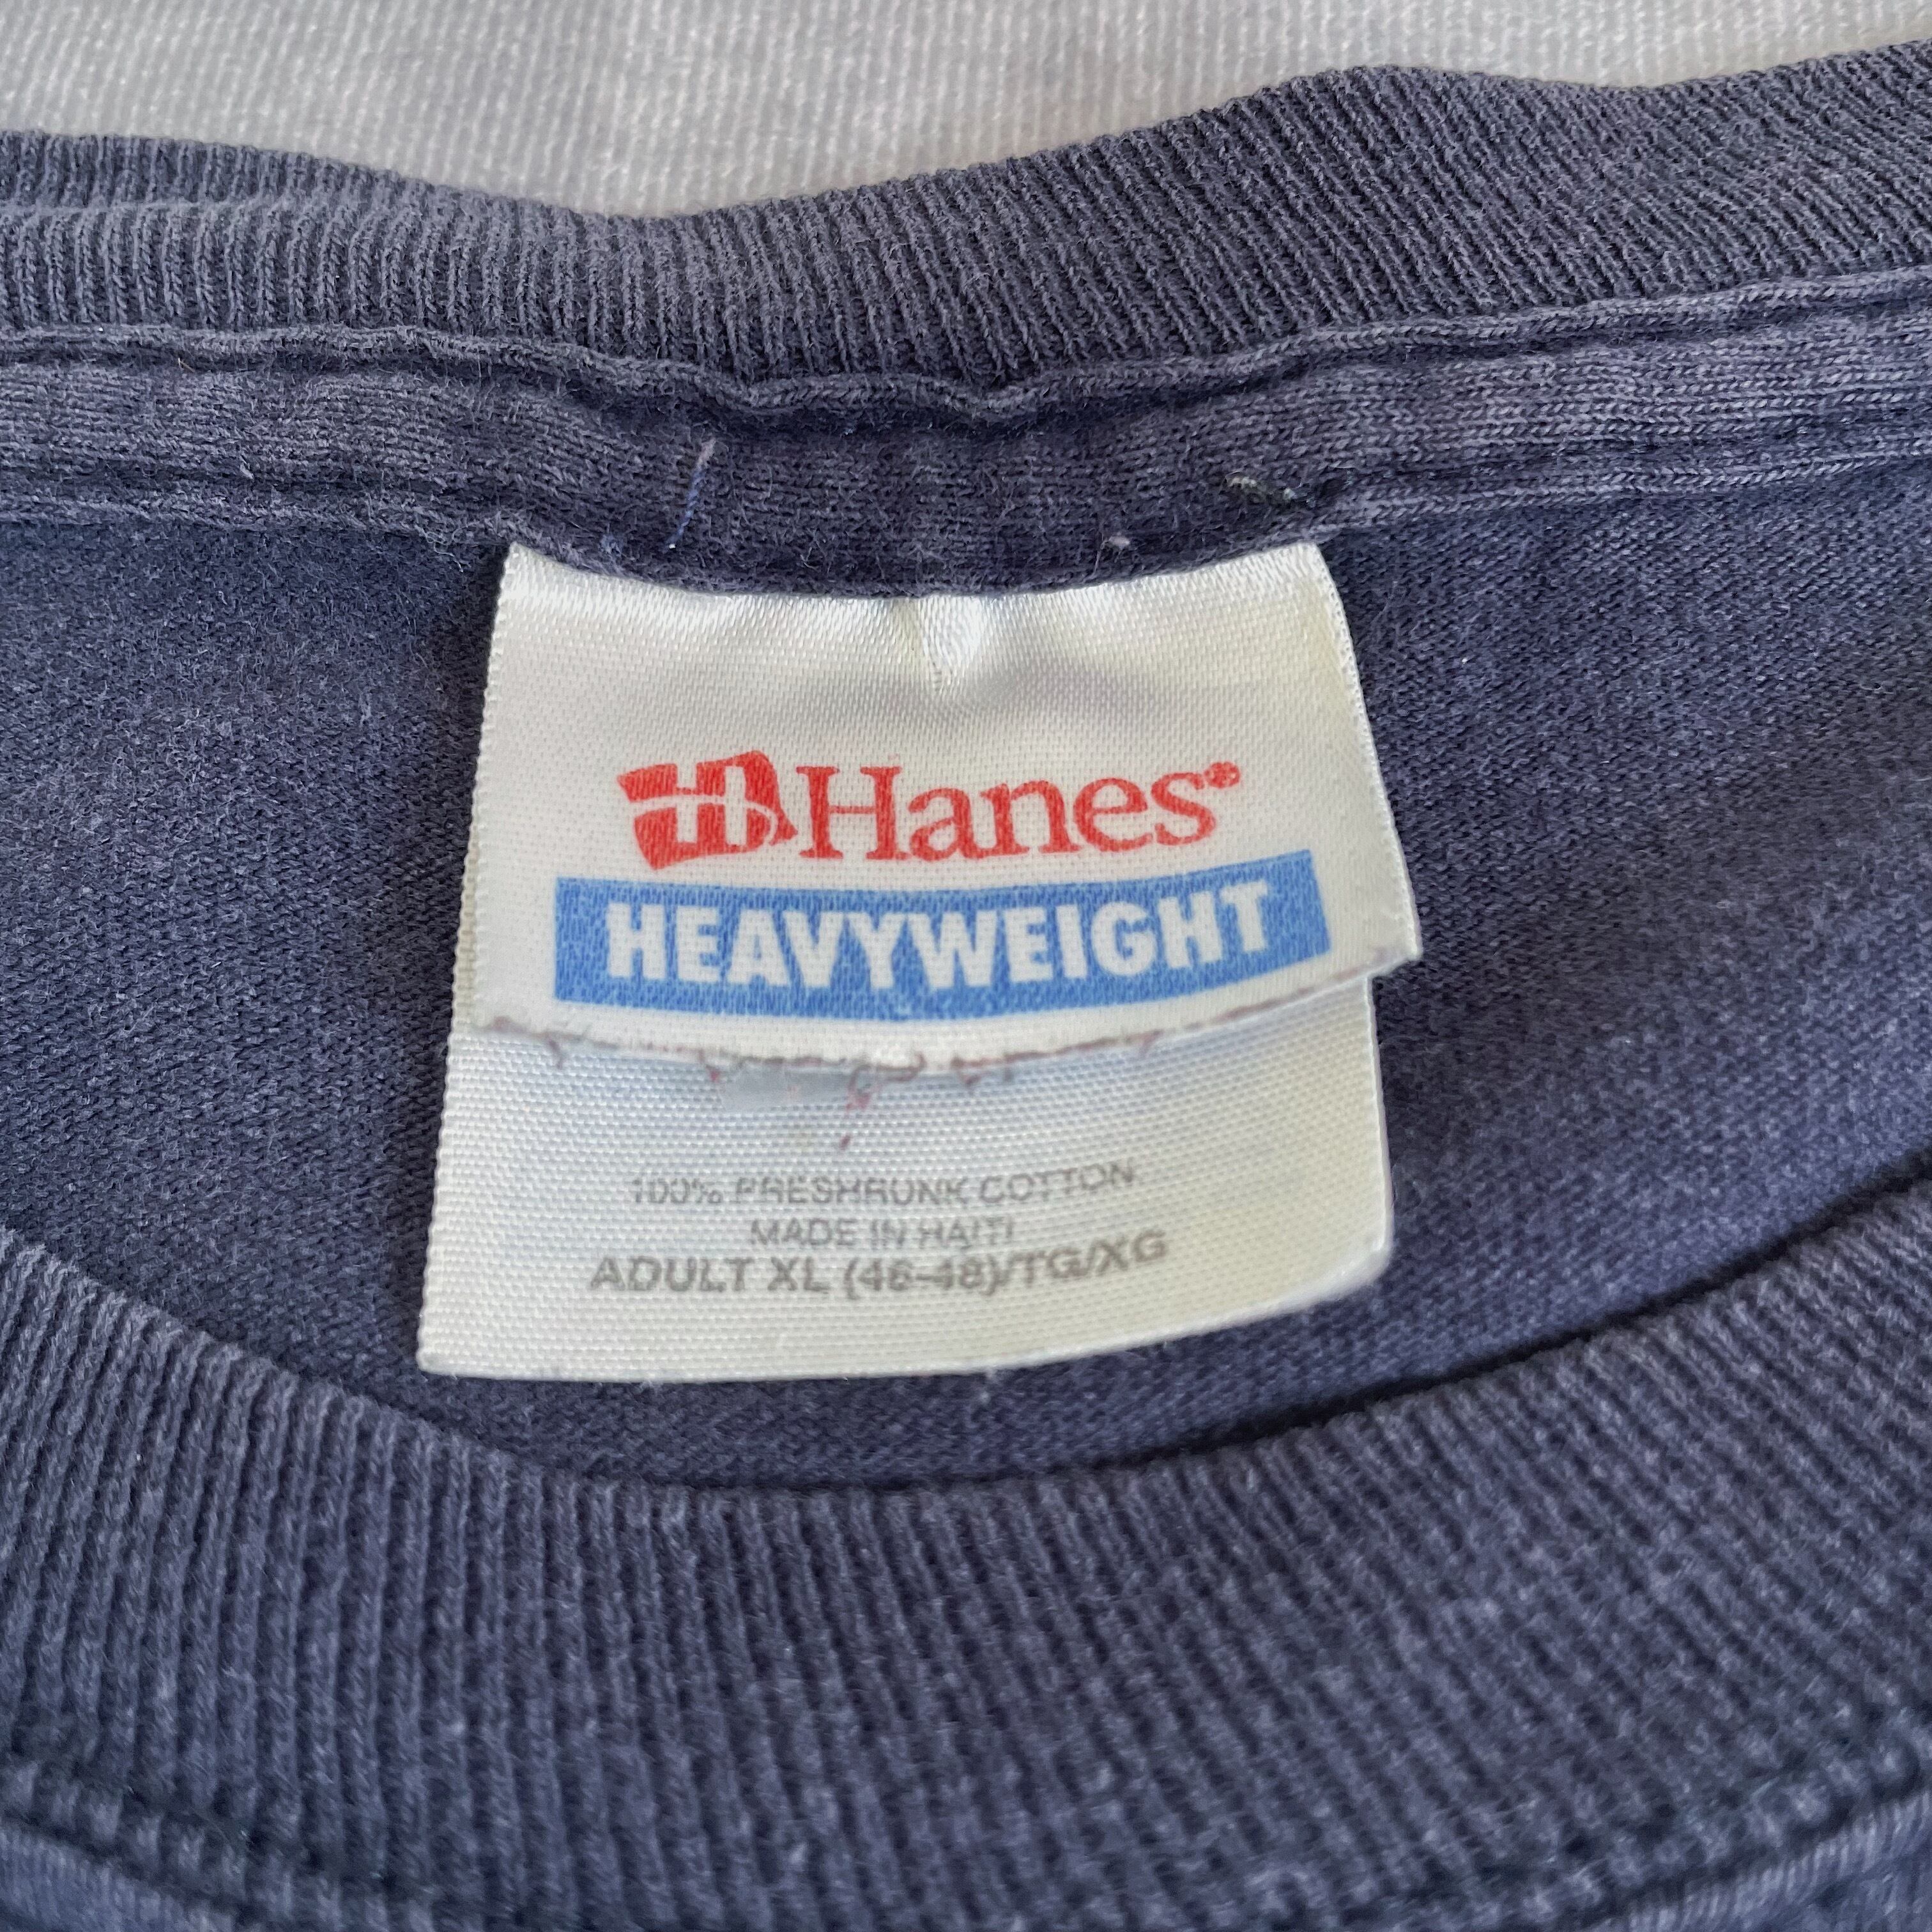 H Hanes®
HEAVYWEIGHT
100% PRESHRUNK COTTON
MADE IN HAITI
ADULT XL (46-48)/TG/XG